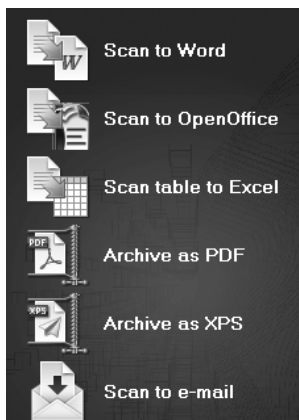 W
Scan to Word
Scan to OpenOffice
Scan table to Excel
PDF
Archive as PDF
XPS
Archive as XPS
Scan to e-mail